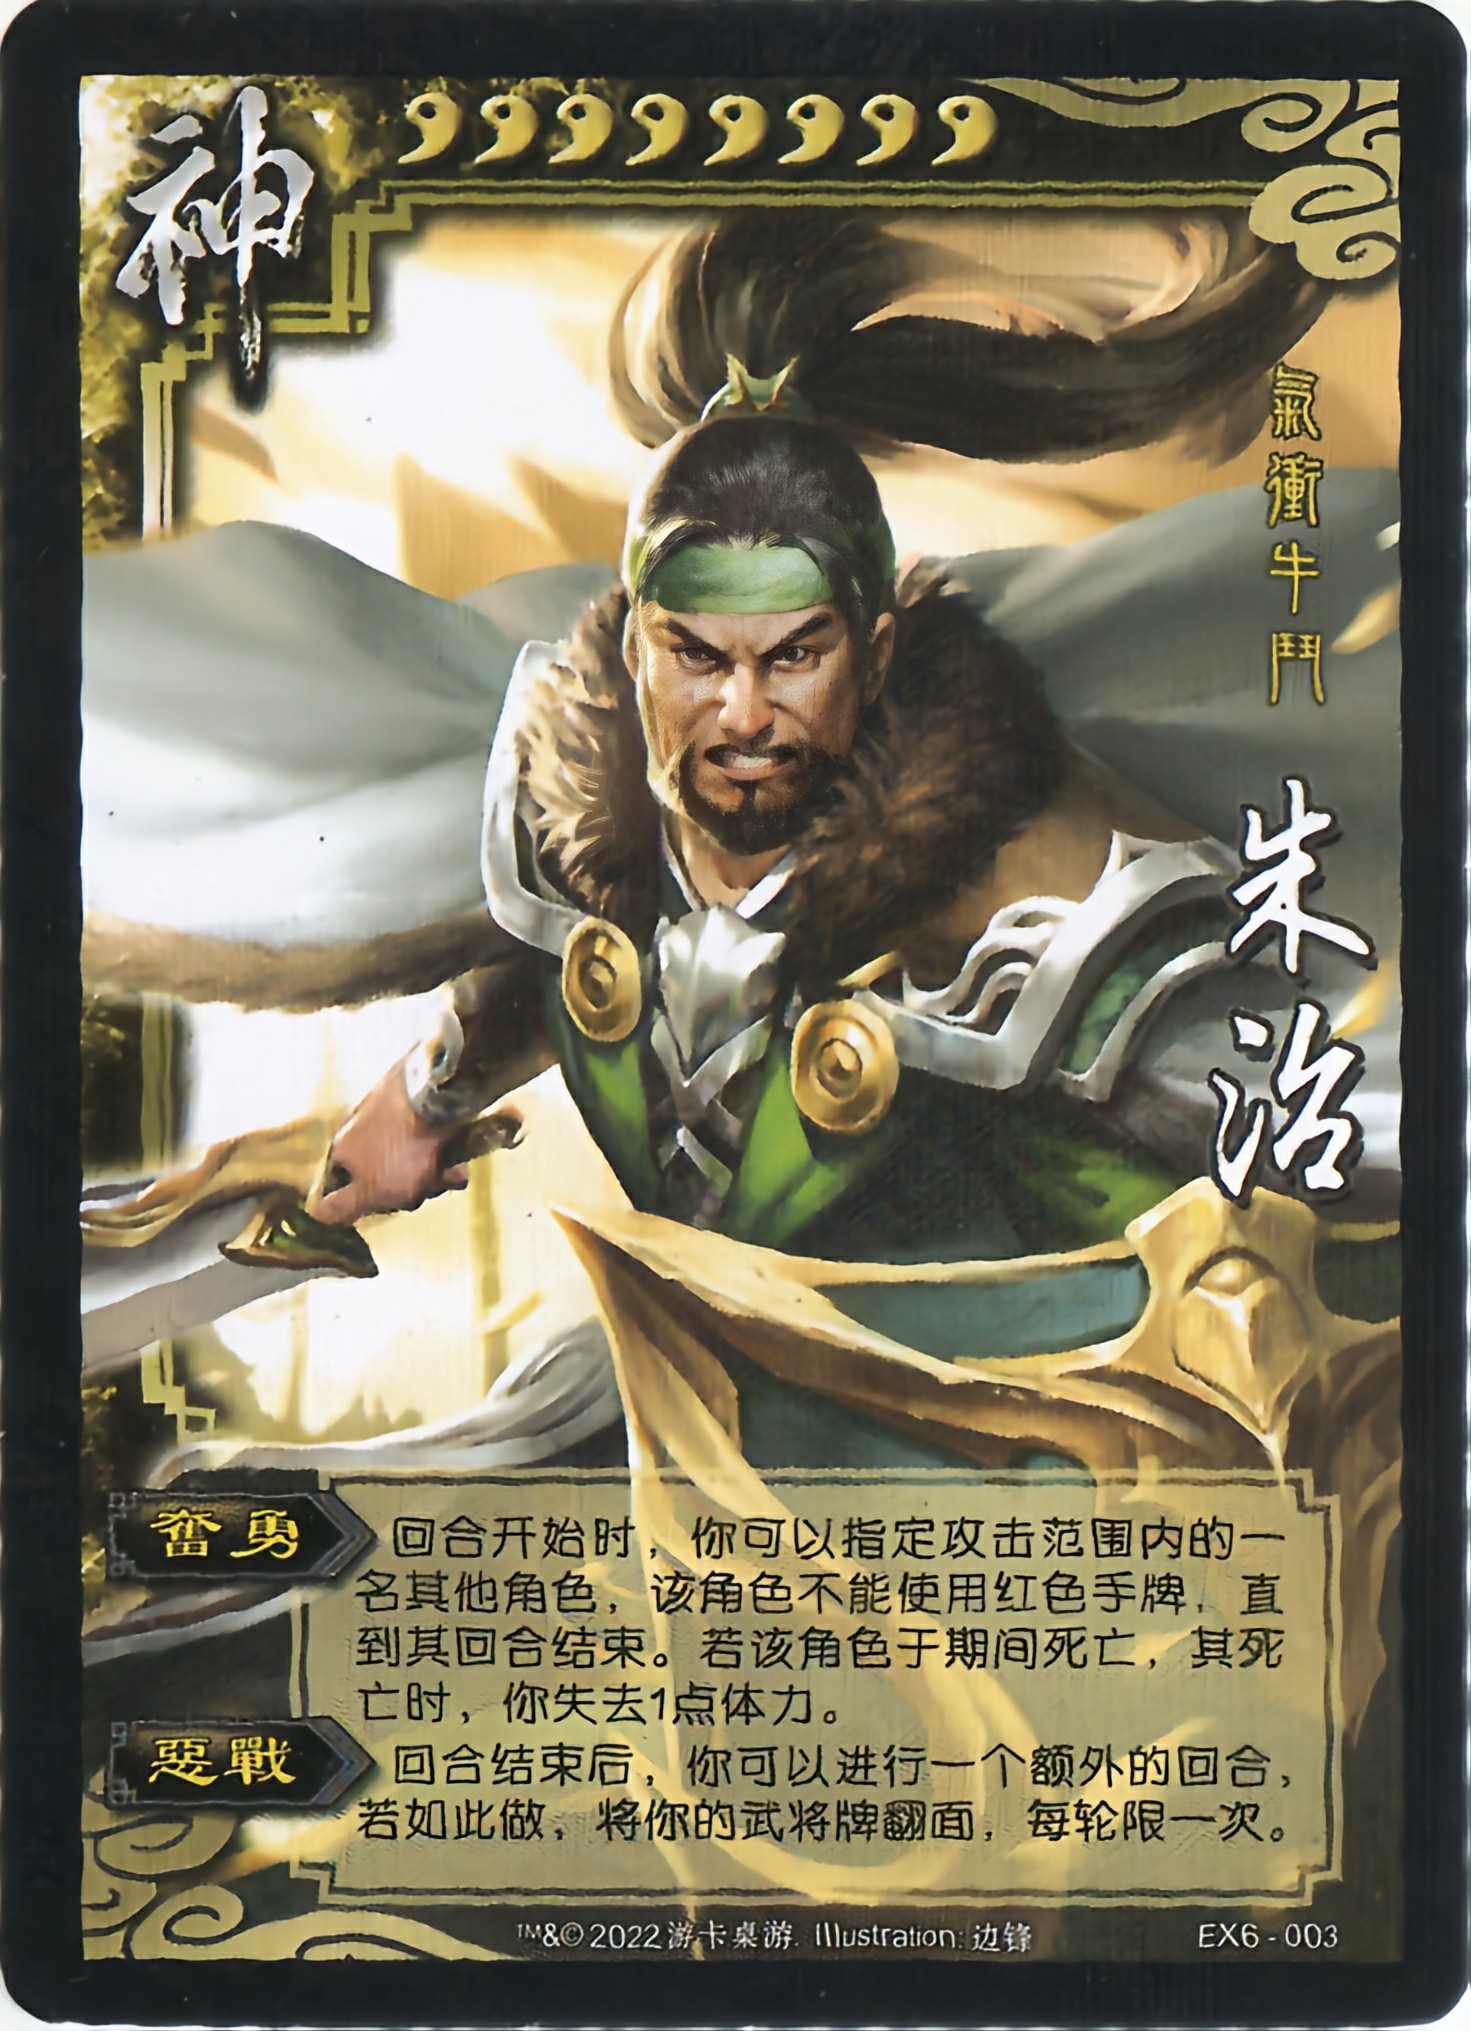 神
氣衝牛鬥
朱治
奮勇
回合开始时，你可以指定攻击范围内的一
名其他角色，该角色不能使用红色手牌，直
到其回合结束。若该角色于期间死亡，其死
亡时，你失去1点体力。
惡戰
回合结束后，你可以进行一个额外的回合，
若如此做，将你的武将牌翻面，每轮限一次。
™&©2022游卡桌游. Illustration:边锋
EX6-003